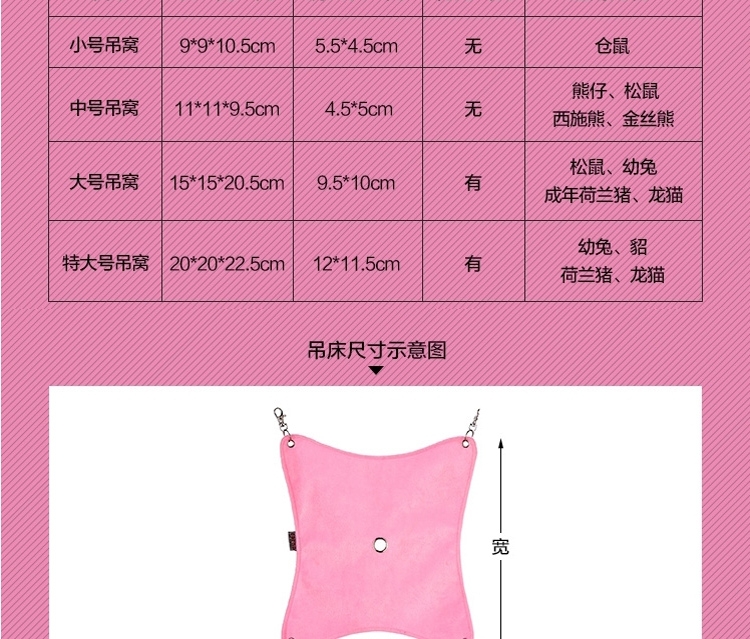 小号吊窝 9*9*10.5cm 5.5*4.5cm 无 仓鼠
中号吊窝 11*11*9.5cm 4.5*5cm 无 熊仔、松鼠
西施熊、金丝熊
大号吊窝 15*15*20.5cm 9.5*10cm 有 松鼠、幼兔
成年荷兰猪、龙猫
特大号吊窝 20*20*22.5cm 12*11.5cm 有 幼兔、貂
荷兰猪、龙猫
吊床尺寸示意图
宽